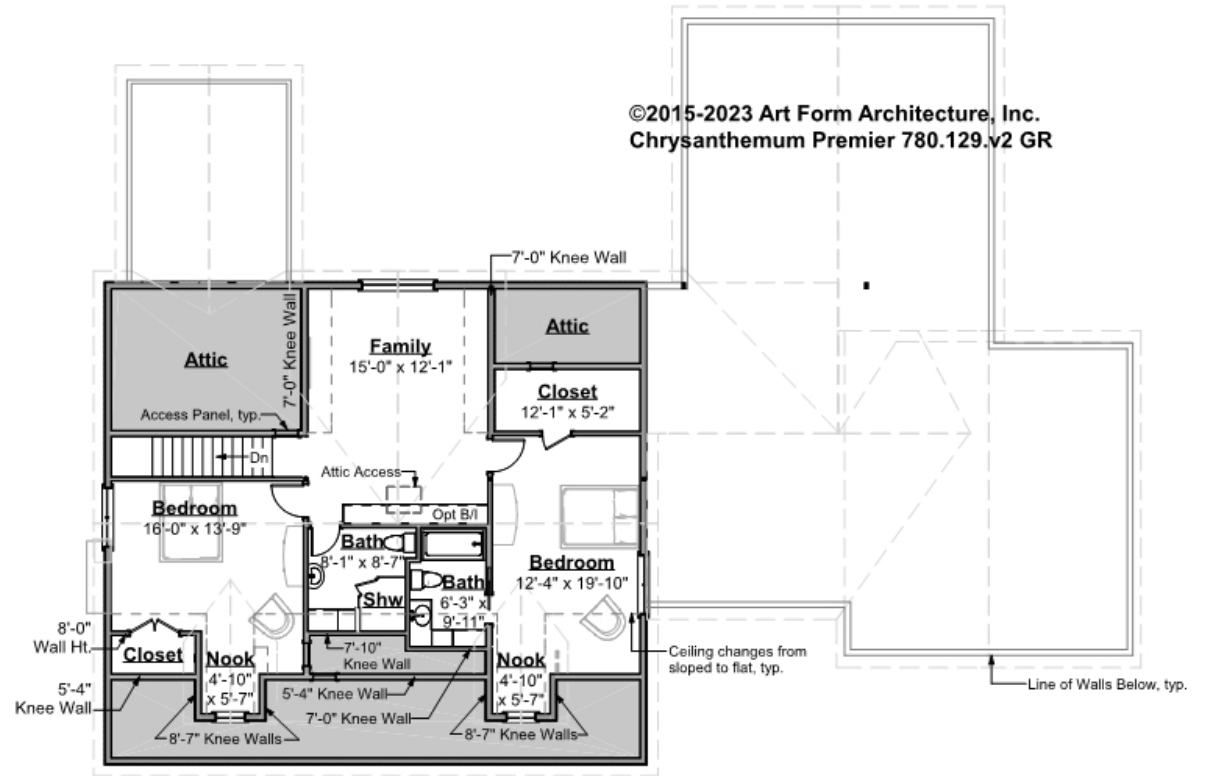 ©2015-2023 Art Form Architecture, Inc.
Chrysanthemum Premier 780.129.v2 GR
7'-0" Knee Wall
Attic
7'-0" Knee Wall
Family
15'-0" x 12'-1"
Attic
Closet
12'-1" x 5'-2"
Access Panel, typ.
Dn
Attic Access
Opt B/I
Bedroom
16'-0" x 13'-9"
Bath
8'-1" x 8'-7"
Shw
Bath
6'-3" x
9'-11"
Bedroom
12'-4" x 19'-10"
8'-0"
Wall Ht.
Closet
Nook
4'-10"
x 5'-7"
7'-10"
Knee Wall
Nook
4'-10"
x 5'-7"
Ceiling changes from
sloped to flat, typ.
Line of Walls Below, typ.
5'-4"
Knee Wall
5'-4" Knee Wall
7'-0" Knee Wall
8'-7" Knee Walls
8'-7" Knee Walls